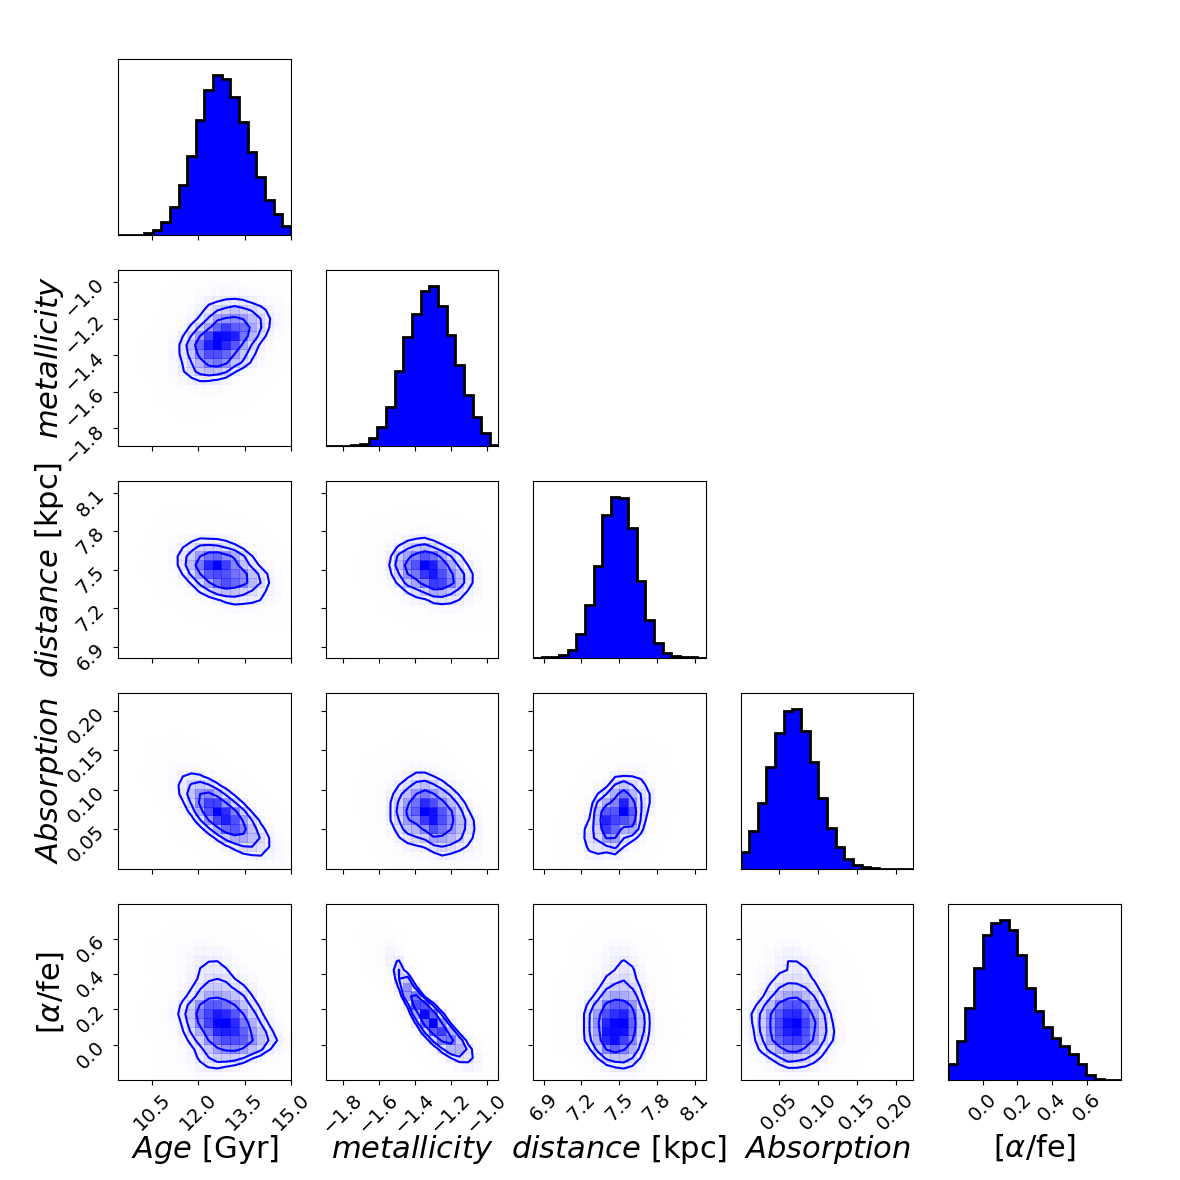 metallicity
−1.0
−1.2
−1.4
−1.6
−1.8
distance [kpc]
8.1
7.8
7.5
7.2
6.9
Absorption
0.20
0.15
0.10
0.05
[α/fe]
0.6
0.4
0.2
0.0
10.5 12.0 13.5 15.0
−1.8 −1.6 −1.4 −1.2 −1.0
6.9 7.2 7.5 7.8 8.1
0.05 0.10 0.15 0.20
0.0 0.2 0.4 0.6
Age [Gyr]
metallicity
distance [kpc]
Absorption
[α/fe]